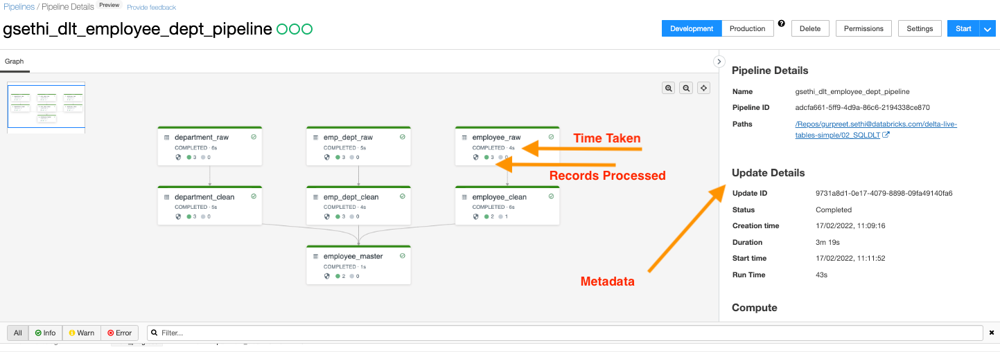 Pipelines / Pipeline Details Preview Provide feedback
gsethi_dlt_employee_dept_pipeline
Development Production ? Delete Permissions Settings Start
Graph
department_raw
COMPLETED · 6s
3 0
emp_dept_raw
COMPLETED · 5s
3 0
employee_raw
COMPLETED · 4s
3 0
Time Taken
Records Processed
department_clean
COMPLETED · 5s
3 0
emp_dept_clean
COMPLETED · 4s
3 0
employee_clean
COMPLETED · 6s
2 1
employee_master
COMPLETED · 1s
2 0
Metadata
Pipeline Details
Name gsethi_dlt_employee_dept_pipeline
Pipeline ID adcfa661-5ff9-4d9a-86c6-2194338ce870
Paths /Repos/gurpreet.sethi@databricks.com/delta-live-
tables-simple/02_SQLDLT
Update Details
Update ID 9731a8d1-0e17-4079-8898-09fa49140fa6
Status Completed
Creation time 17/02/2022, 11:09:16
Duration 3m 19s
Start time 17/02/2022, 11:11:52
Run Time 43s
Compute
All Info Warn Error Filter...